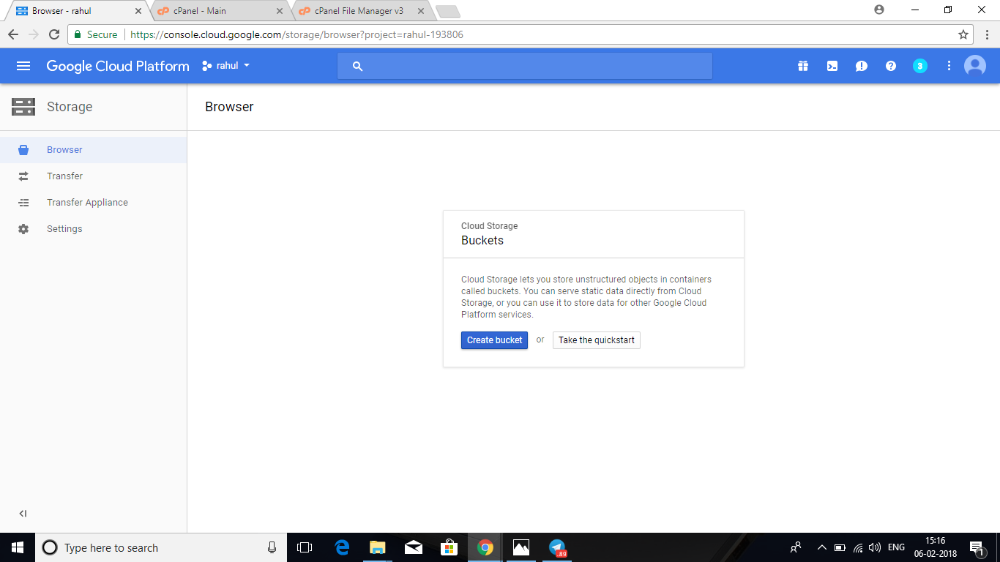 Browser - rahul
cPanel - Main
cPanel File Manager v3
Secure
https://console.cloud.google.com/storage/browser?project=rahul-193806
Google Cloud Platform
rahul
3
Storage
Browser
Browser
Transfer
Transfer Appliance
Settings
Cloud Storage
Buckets
Cloud Storage lets you store unstructured objects in containers
called buckets. You can serve static data directly from Cloud
Storage, or you can use it to store data for other Google Cloud
Platform services.
Create bucket or Take the quickstart
Type here to search
.89
ENG
15:16
06-02-2018
1